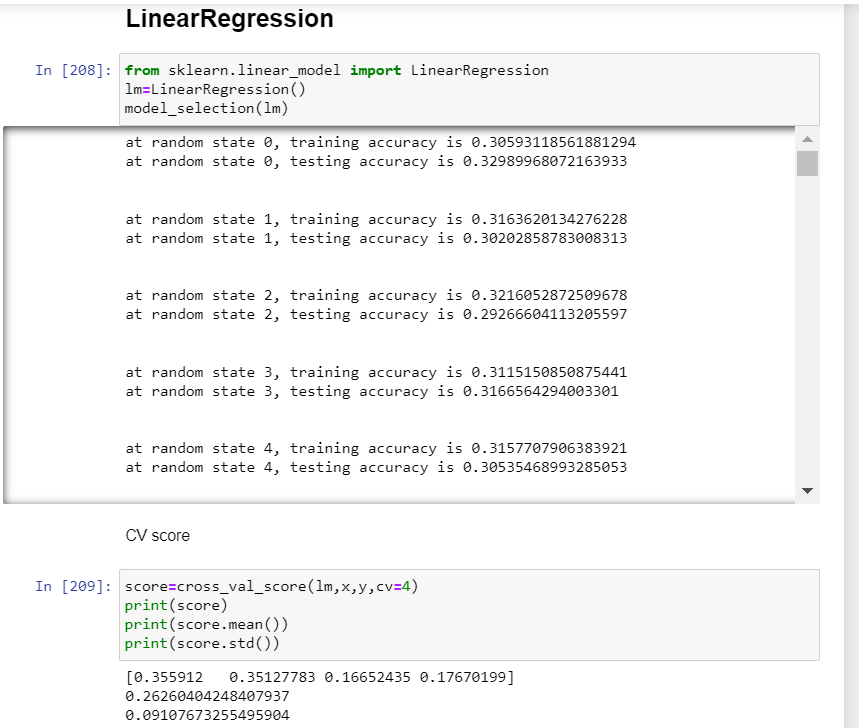 LinearRegression
In [208]: from sklearn.linear_model import LinearRegression
lm=LinearRegression()
model_selection(lm)
at random state 0, training accuracy is 0.30593118561881294
at random state 0, testing accuracy is 0.32989968072163933
at random state 1, training accuracy is 0.3163620134276228
at random state 1, testing accuracy is 0.30202858783008313
at random state 2, training accuracy is 0.3216052872509678
at random state 2, testing accuracy is 0.29266604113205597
at random state 3, training accuracy is 0.3115150850875441
at random state 3, testing accuracy is 0.3166564294003301
at random state 4, training accuracy is 0.3157707906383921
at random state 4, testing accuracy is 0.30535468993285053
CV score
In [209]: score=cross_val_score(lm,x,y,cv=4)
print(score)
print(score.mean())
print(score.std())
[0.355912   0.35127783 0.16652435 0.17670199]
0.26260404248407937
0.09107673255495904